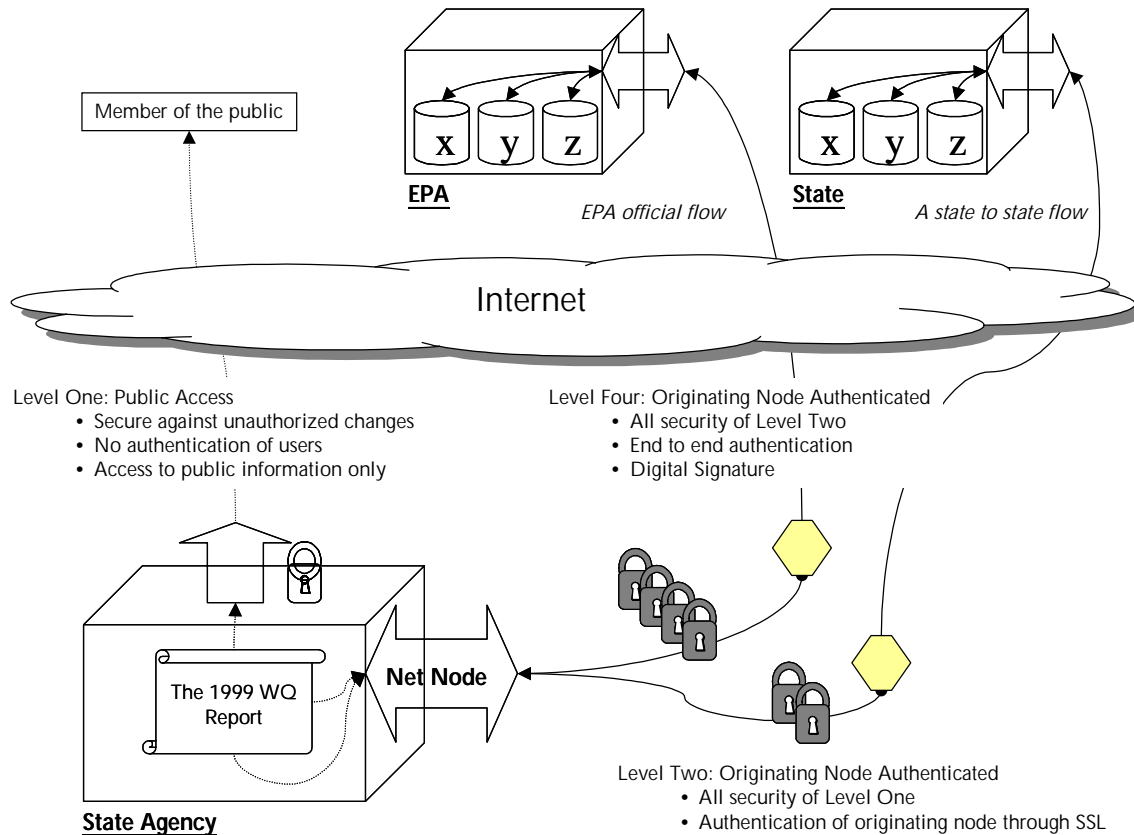 Member of the public
x y z
x y z
EPA
State
EPA official flow
A state to state flow
Internet
Level One: Public Access
• Secure against unauthorized changes
• No authentication of users
• Access to public information only
Level Four: Originating Node Authenticated
• All security of Level Two
• End to end authentication
• Digital Signature
The 1999 WQ
Report
Net Node
State Agency
Level Two: Originating Node Authenticated
• All security of Level One
• Authentication of originating node through SSL